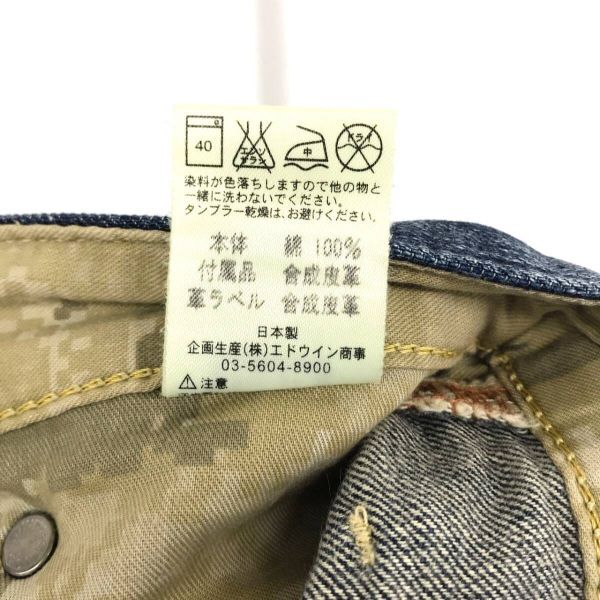 40
エンソ
サラシ
中
ドライ
染料が色落ちしますので他の物と
一緒に洗わないでください。
タンブラー乾燥は、お避けください。
本体 綿 100%
付属品 合成皮革
革ラベル 合成皮革
日本製
企画生産(株)エドウイン商事
03-5604-8900
⚠注意